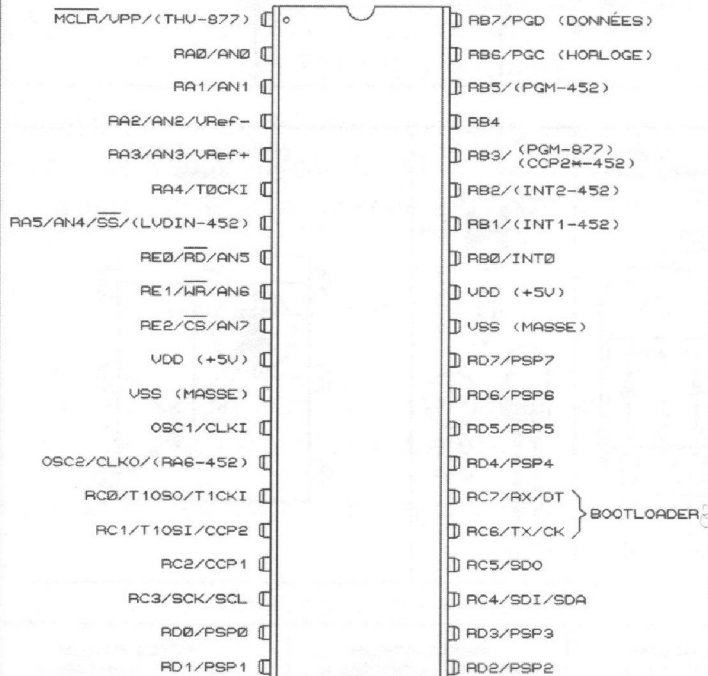 MCLR/VPP/(THV-877)
RA0/AN0
RA1/AN1
RA2/AN2/VRef-
RA3/AN3/VRef+
RA4/T0CKI
RA5/AN4/SS/(LVDIN-452)
RE0/RD/AN5
RE1/WR/AN6
RE2/CS/AN7
VDD (+5V)
VSS (MASSE)
OSC1/CLKI
OSC2/CLKO/(RA6-452)
RC0/T1OSO/T1CKI
RC1/T1OSI/CCP2
RC2/CCP1
RC3/SCK/SCL
RD0/PSP0
RD1/PSP1
RB7/PGD (DONNÉES)
RB6/PGC (HORLOGE)
RB5/(PGM-452)
RB4
RB3/ (PGM-877)
(CCP2*-452)
RB2/(INT2-452)
RB1/(INT1-452)
RB0/INT0
VDD (+5V)
VSS (MASSE)
RD7/PSP7
RD6/PSP6
RD5/PSP5
RD4/PSP4
RC7/RX/DT
RC6/TX/CK
BOOTLOADER
RC5/SDO
RC4/SDI/SDA
RD3/PSP3
RD2/PSP2